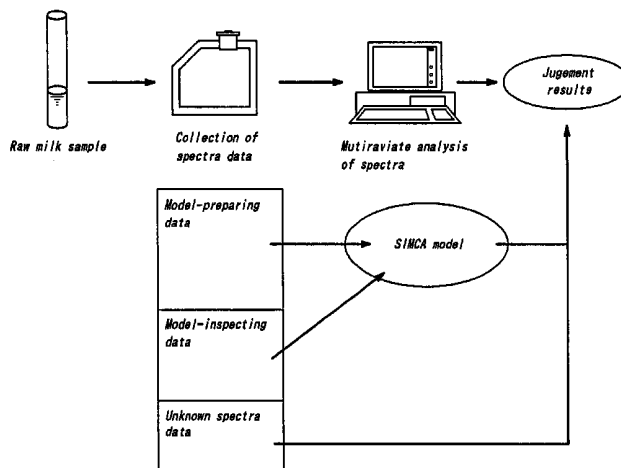 Jugement
results
Raw milk sample
Collection of
spectra data
Mutiraviate analysis
of spectra
Model-preparing
data
SIMCA model
Model-inspecting
data
Unknown spectra
data